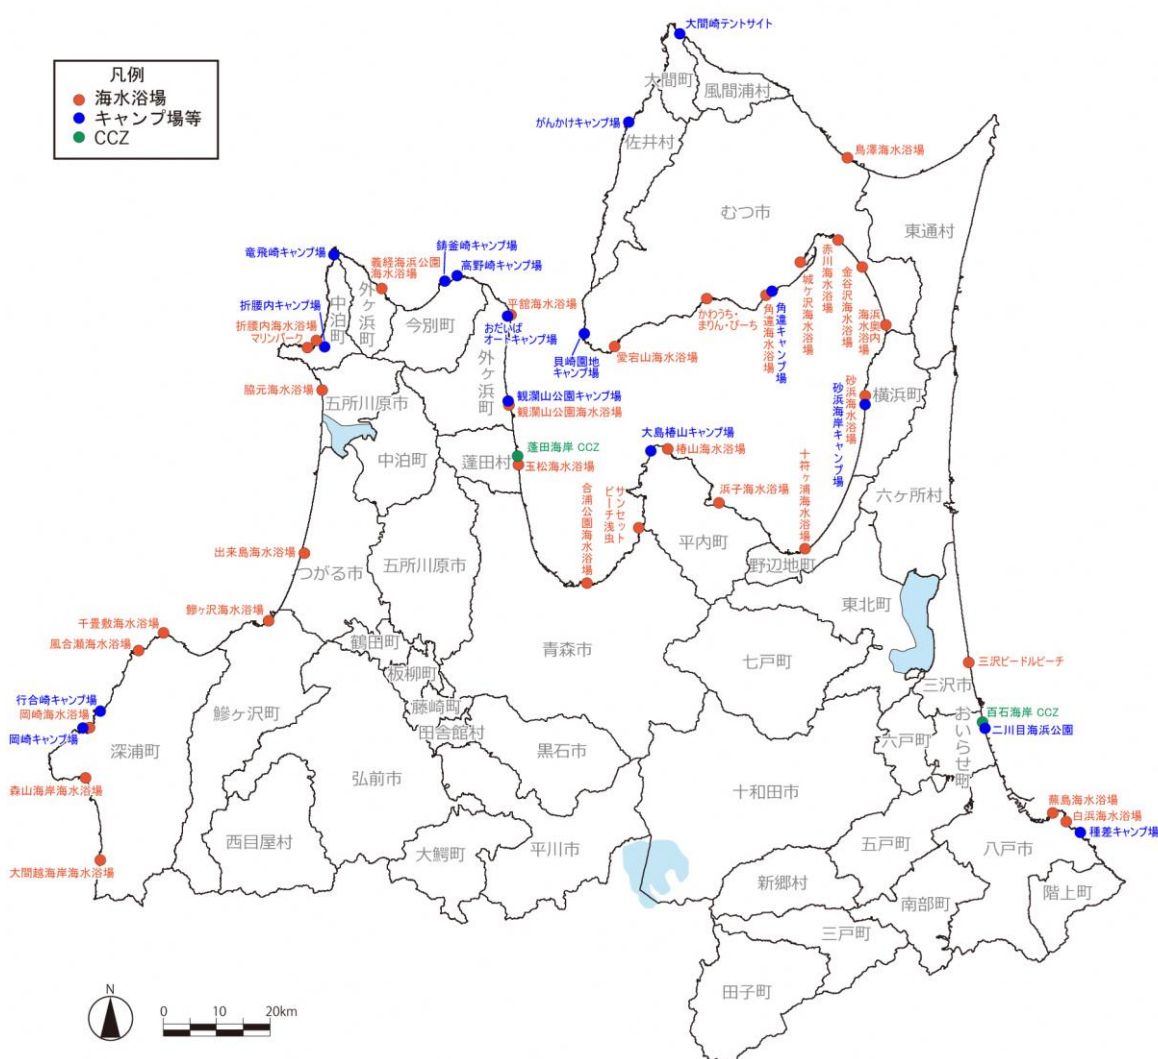 凡例
海水浴場
キャンプ場等
CCZ
大間崎テントサイト
大間町
風間浦村
がんかけキャンプ場
佐井村
鳥澤海水浴場
むつ市
東通村
竜飛崎キャンプ場
義経海浜公園
海水浴場
鋳釜崎キャンプ場
高野崎キャンプ場
赤川海水浴場
金谷沢海水浴場
城ケ沢海水浴場
折腰内キャンプ場
中泊町
外ヶ浜町
今別町
平館海水浴場
おだいば
オートキャンプ場
かわうち・
まりん・びーち
角違海水浴場
角違キャンプ場
浜奥内
海水浴場
折腰内海水浴場
マリンパーク
貝崎園地
キャンプ場
愛宕山海水浴場
外ヶ浜町
脇元海水浴場
五所川原市
観瀾山公園キャンプ場
観瀾山公園海水浴場
砂浜海水浴場
砂浜海岸キャンプ場
横浜町
大島椿山キャンプ場
椿山海水浴場
中泊町
蓬田村
蓬田海岸 CCZ
玉松海水浴場
合浦公園海水浴場
サンセット
ビーチ浅虫
浜子海水浴場
十符ヶ浦海水浴場
六ヶ所村
平内町
野辺地町
出来島海水浴場
つがる市
五所川原市
東北町
鰺ヶ沢海水浴場
千畳敷海水浴場
風合瀬海水浴場
鶴田町
板柳町
青森市
七戸町
三沢ビードルビーチ
三沢市
行合崎キャンプ場
岡崎海水浴場
岡崎キャンプ場
深浦町
鰺ヶ沢町
藤崎町
田舎館村
黒石市
六戸町
おいらせ町
百石海岸 CCZ
二川目海浜公園
森山海岸海水浴場
弘前市
十和田市
蕪島海水浴場
白浜海水浴場
種差キャンプ場
大間越海岸海水浴場
西目屋村
大鰐町
平川市
五戸町
八戸市
新郷村
南部町
階上町
三戸町
田子町
N
0 10 20km